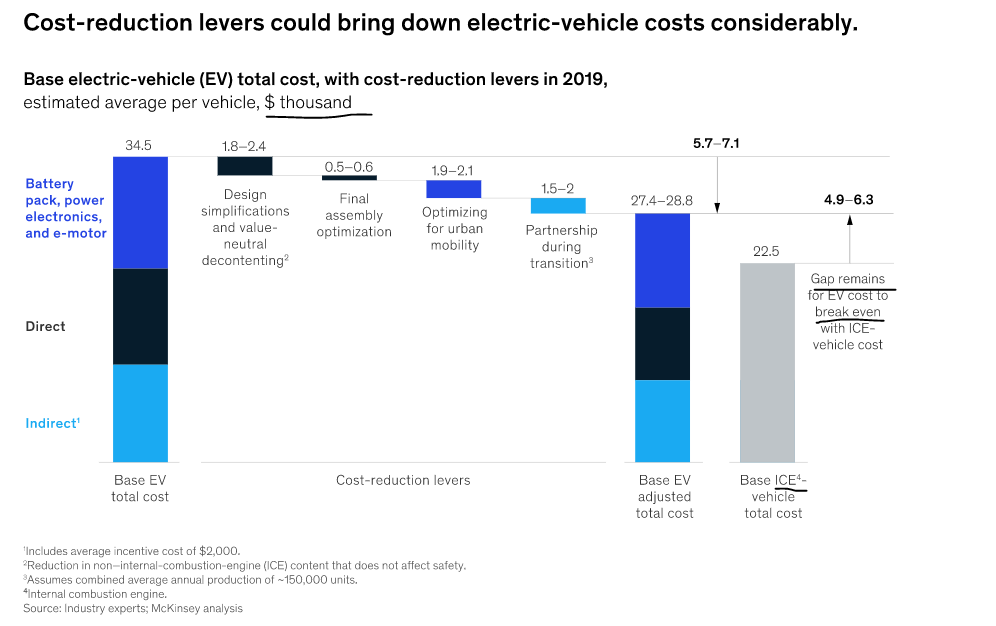 Cost-reduction levers could bring down electric-vehicle costs considerably.
Base electric-vehicle (EV) total cost, with cost-reduction levers in 2019,
estimated average per vehicle, $ thousand
34.5
1.8–2.4
0.5–0.6
1.9–2.1
1.5–2
27.4–28.8
5.7–7.1
22.5
4.9–6.3
Battery
pack, power
electronics,
and e-motor
Direct
Indirect¹
Design
simplifications
and value-
neutral
decontenting²
Final
assembly
optimization
Optimizing
for urban
mobility
Partnership
during
transition³
Gap remains
for EV cost to
break even
with ICE-
vehicle cost
Base EV
total cost
Cost-reduction levers
Base EV
adjusted
total cost
Base ICE⁴-
vehicle
total cost
¹Includes average incentive cost of $2,000.
²Reduction in non–internal-combustion-engine (ICE) content that does not affect safety.
³Assumes combined average annual production of ~150,000 units.
⁴Internal combustion engine.
Source: Industry experts; McKinsey analysis